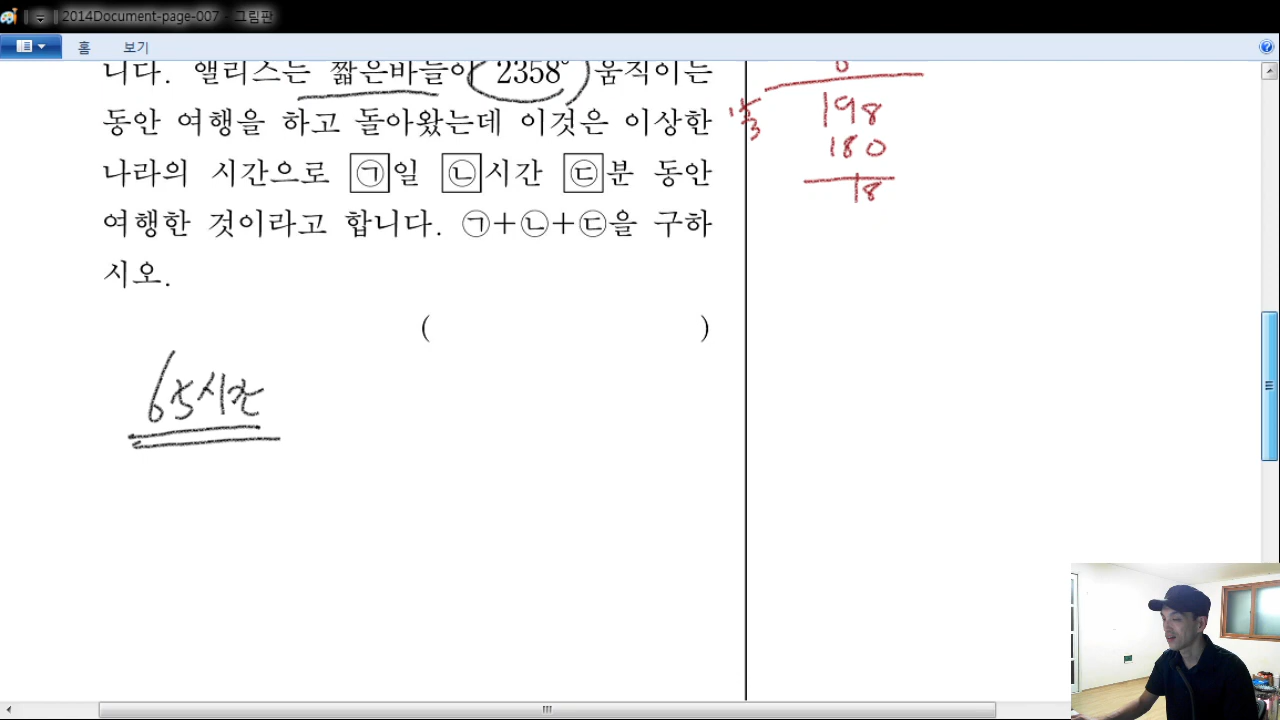 2014Document-page-007 - 그림판
홈 보기
니다. 앨리스는 짧은바늘이 2358° 움직이는
동안 여행을 하고 돌아왔는데 이것은 이상한
나라의 시간으로 ㉠일 ㉡시간 ㉢분 동안
여행한 것이라고 합니다. ㉠+㉡+㉢을 구하
시오.
( )
65시간
198
180
18